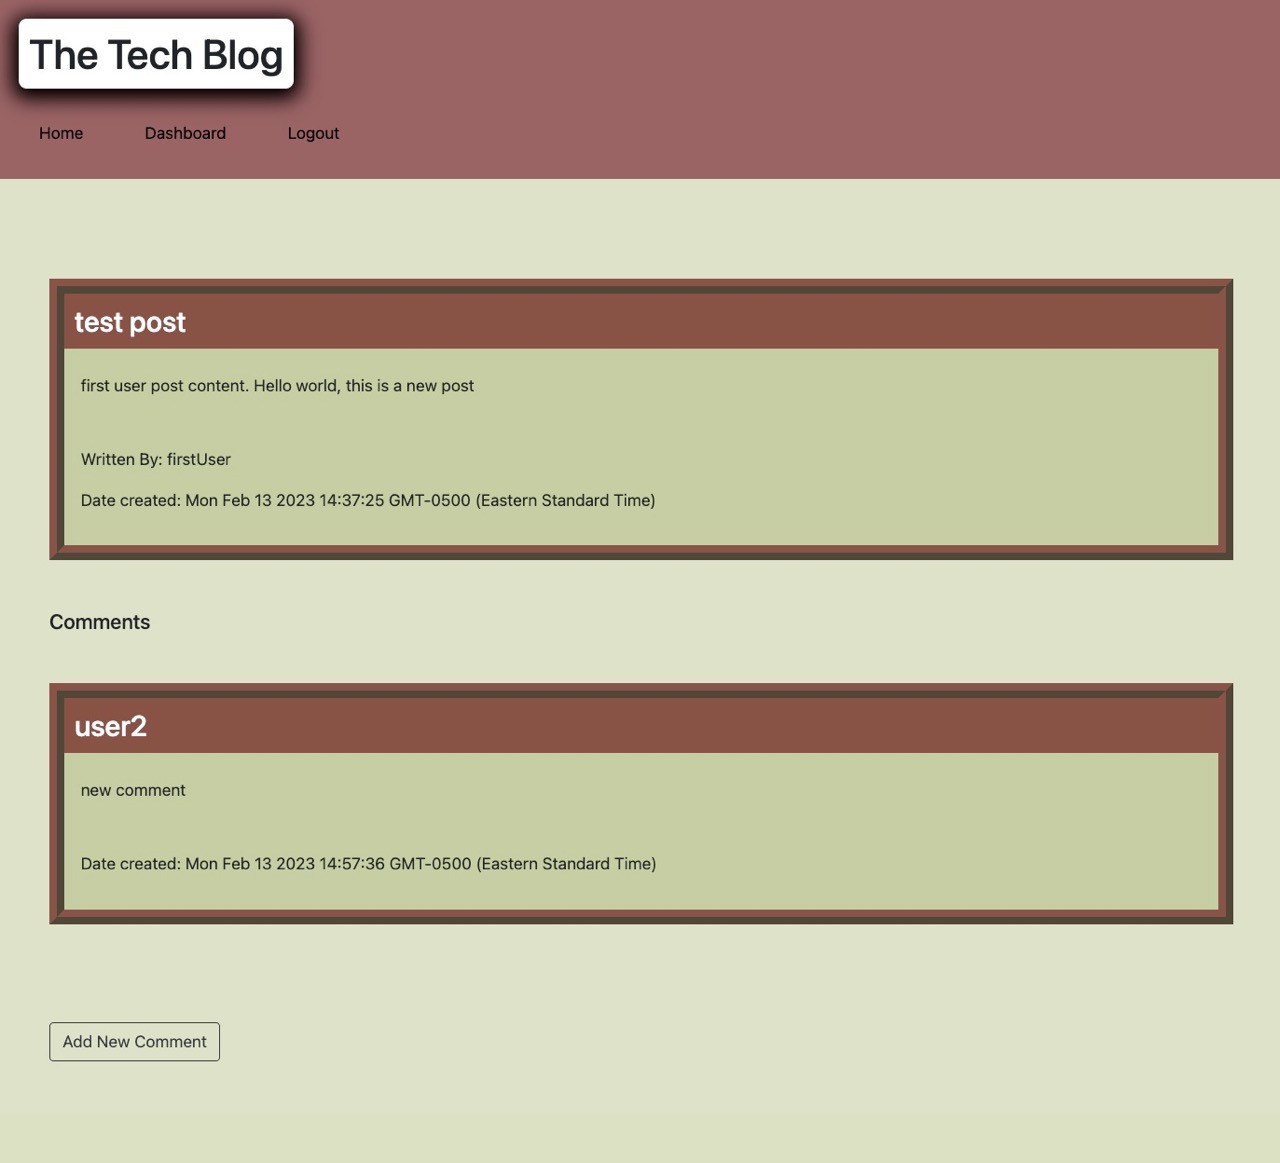 The Tech Blog
Home Dashboard Logout
test post
first user post content. Hello world, this is a new post
Written By: firstUser
Date created: Mon Feb 13 2023 14:37:25 GMT-0500 (Eastern Standard Time)
Comments
user2
new comment
Date created: Mon Feb 13 2023 14:57:36 GMT-0500 (Eastern Standard Time)
Add New Comment